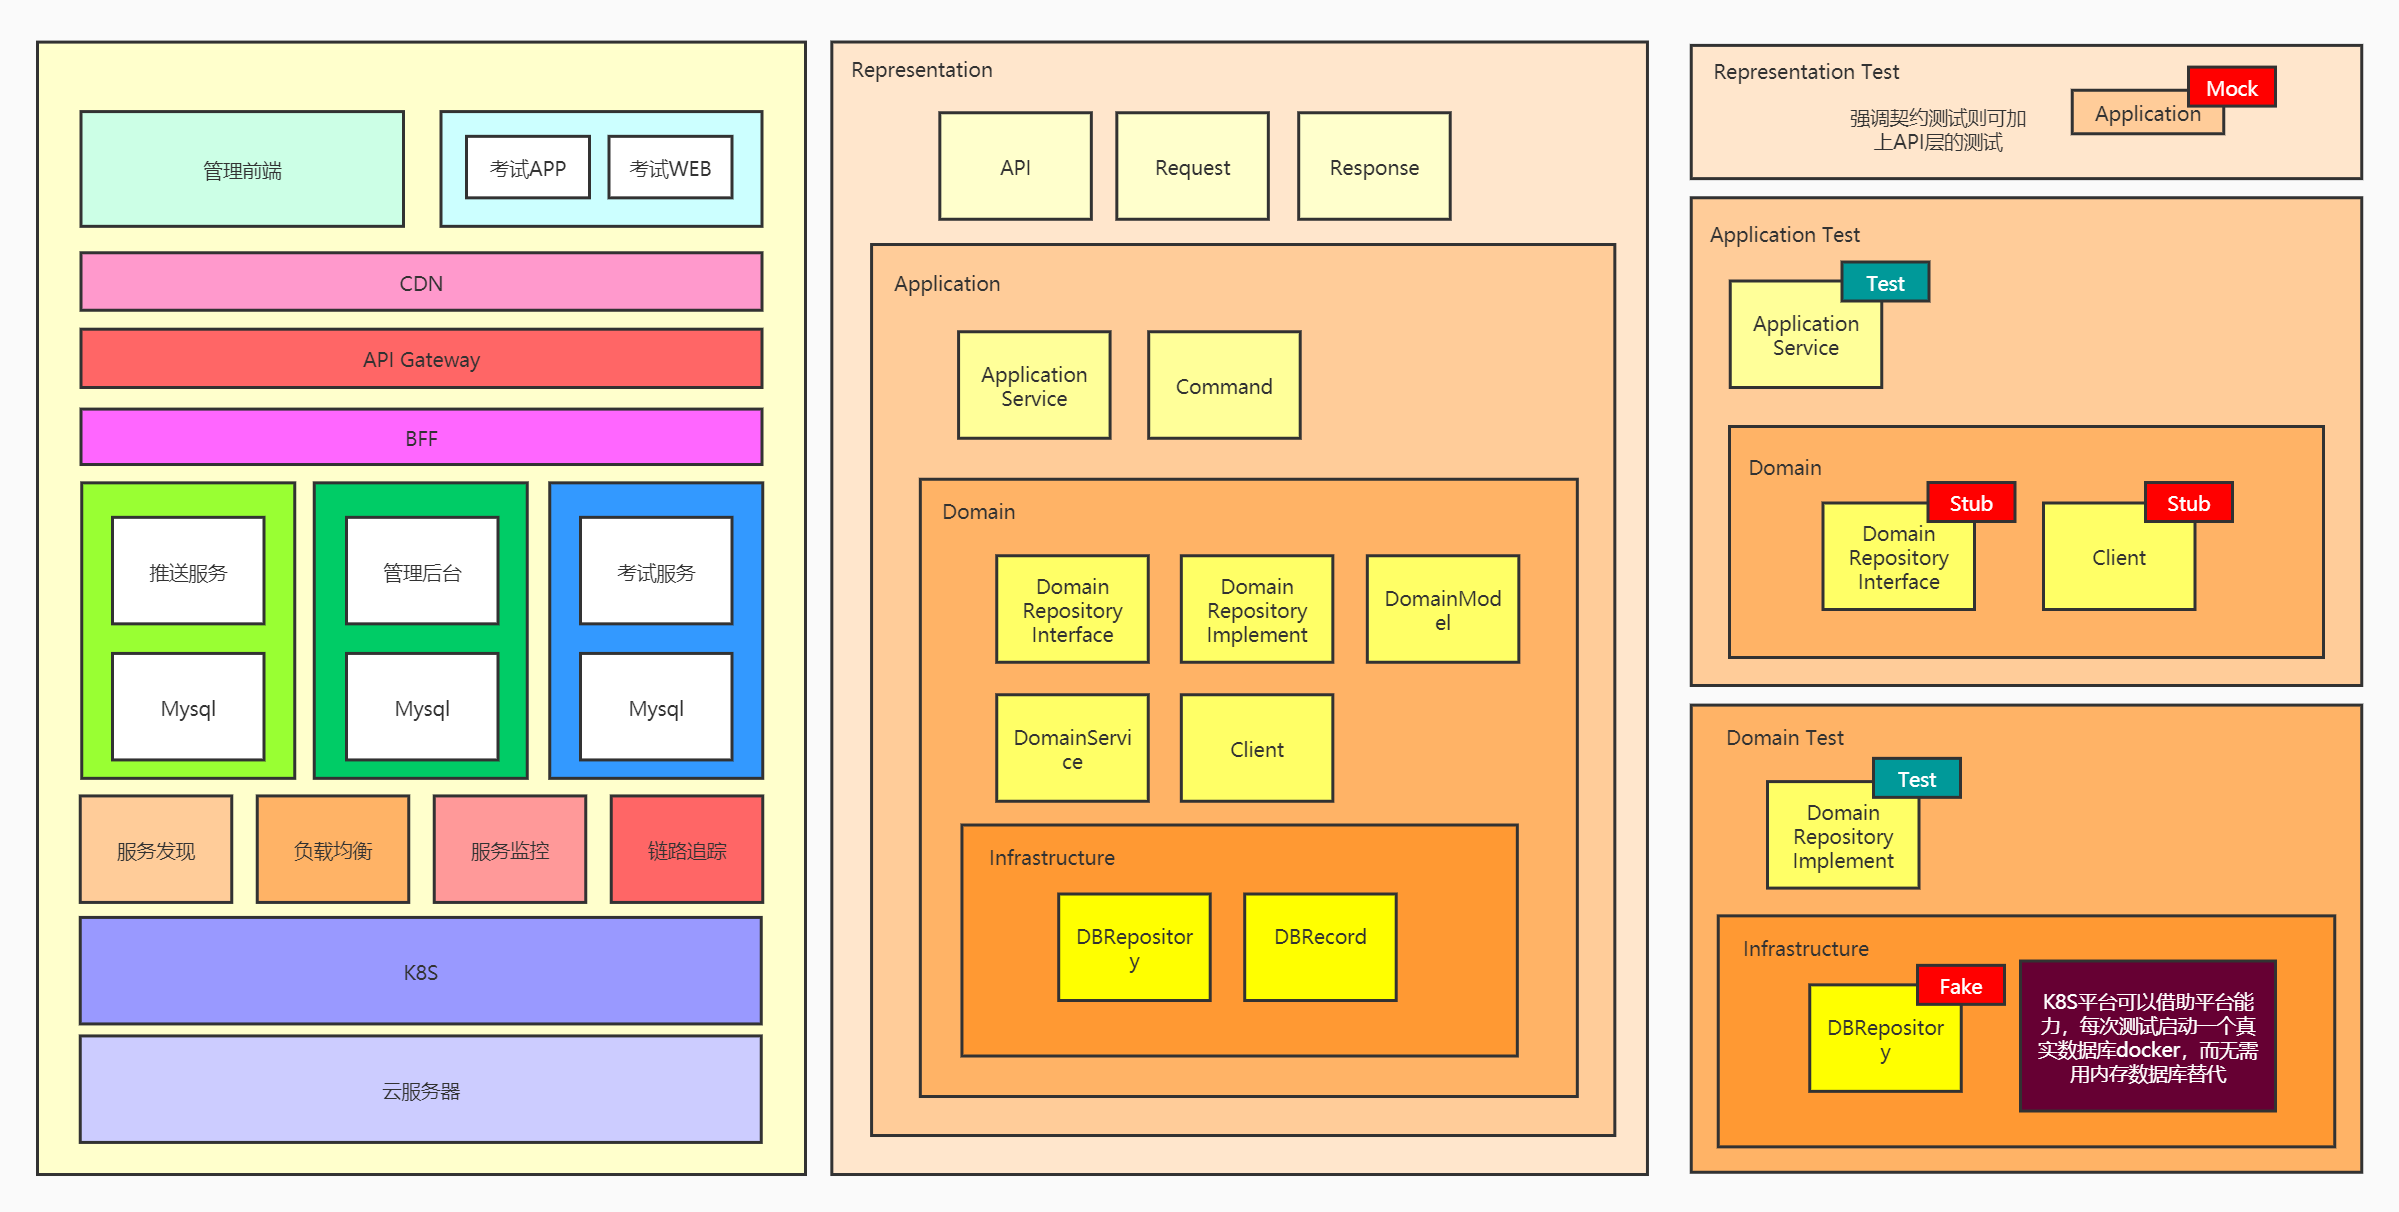 管理前端
考试APP
考试WEB
CDN
API Gateway
BFF
推送服务
管理后台
考试服务
Mysql
Mysql
Mysql
服务发现
负载均衡
服务监控
链路追踪
K8S
云服务器
Representation
API
Request
Response
Application
Application
Service
Command
Domain
Domain
Repository
Interface
Domain
Repository
Implement
DomainMod
el
DomainServi
ce
Client
Infrastructure
DBRepositor
y
DBRecord
Representation Test
强调契约测试则可加
上API层的测试
Mock
Application
Application Test
Test
Application
Service
Domain
Stub
Domain
Repository
Interface
Stub
Client
Domain Test
Test
Domain
Repository
Implement
Infrastructure
Fake
DBRepositor
y
K8S平台可以借助平台能
力，每次测试启动一个真
实数据库docker，而无需
用内存数据库替代